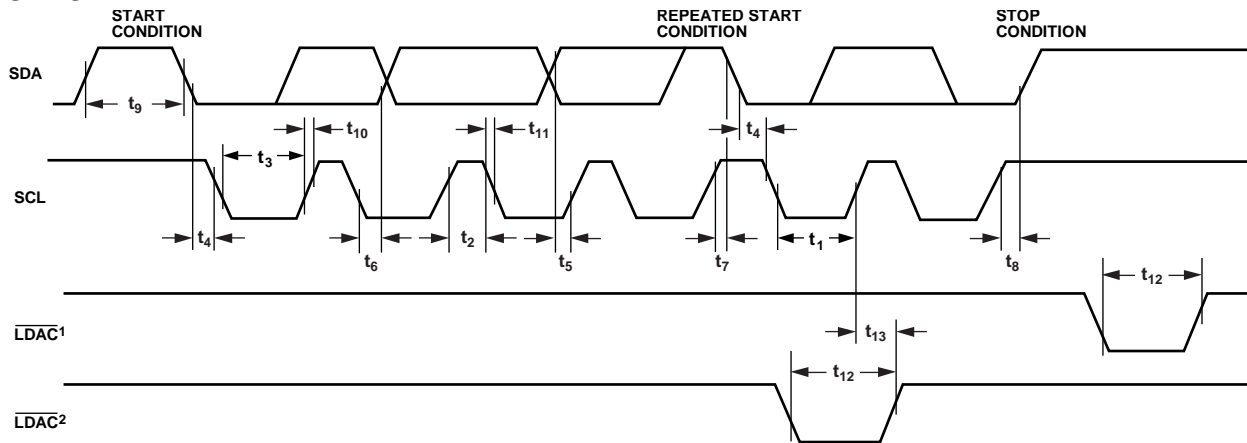 START
CONDITION
REPEATED START
CONDITION
STOP
CONDITION
SDA
t9
t10
t11
t4
t3
SCL
t4
t6
t2
t5
t7
t1
t8
t12
LDAC1
t13
t12
LDAC2